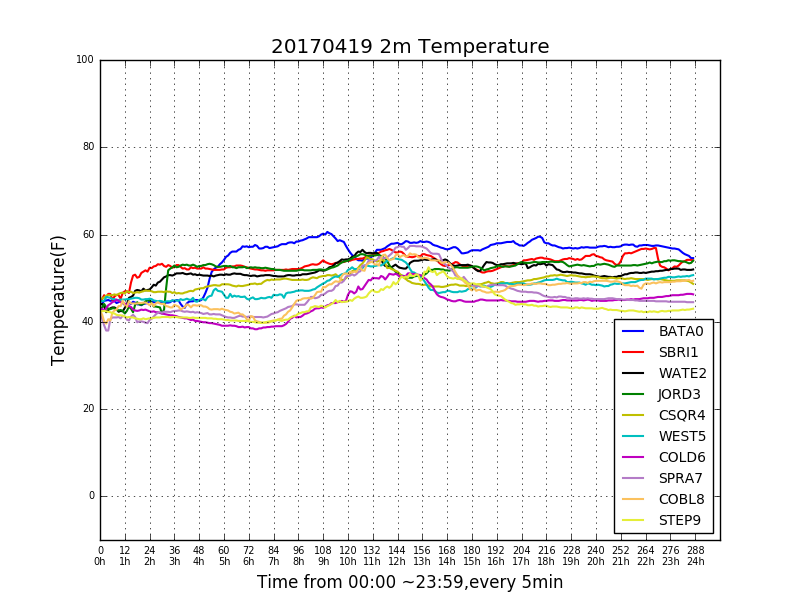 20170419 2m Temperature
Temperature(F)
100
80
60
40
20
0
BATA0
SBRI1
WATE2
JORD3
CSQR4
WEST5
COLD6
SPRA7
COBL8
STEP9
0 12 24 36 48 60 72 84 96 108 120 132 144 156 168 180 192 204 216 228 240 252 264 276 288
0h 1h 2h 3h 4h 5h 6h 7h 8h 9h 10h 11h 12h 13h 14h 15h 16h 17h 18h 19h 20h 21h 22h 23h 24h
Time from 00:00 ~23:59,every 5min